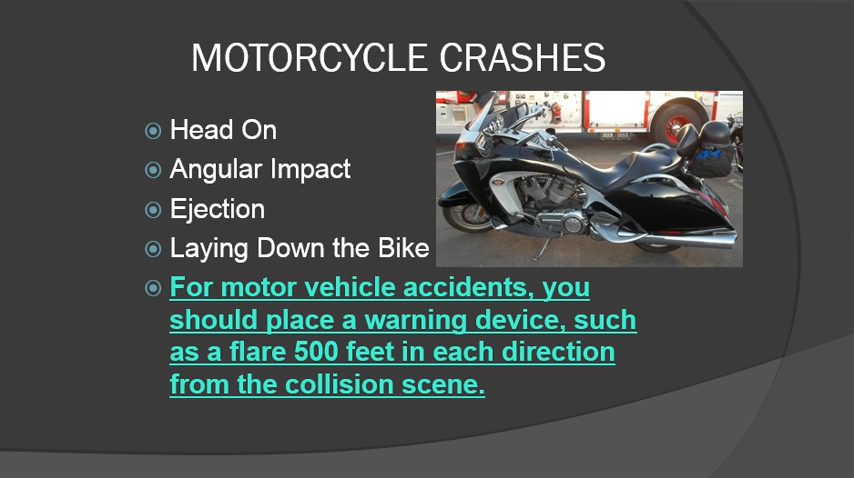 MOTORCYCLE CRASHES
Head On
Angular Impact
Ejection
Laying Down the Bike
For motor vehicle accidents, you
should place a warning device, such
as a flare 500 feet in each direction
from the collision scene.